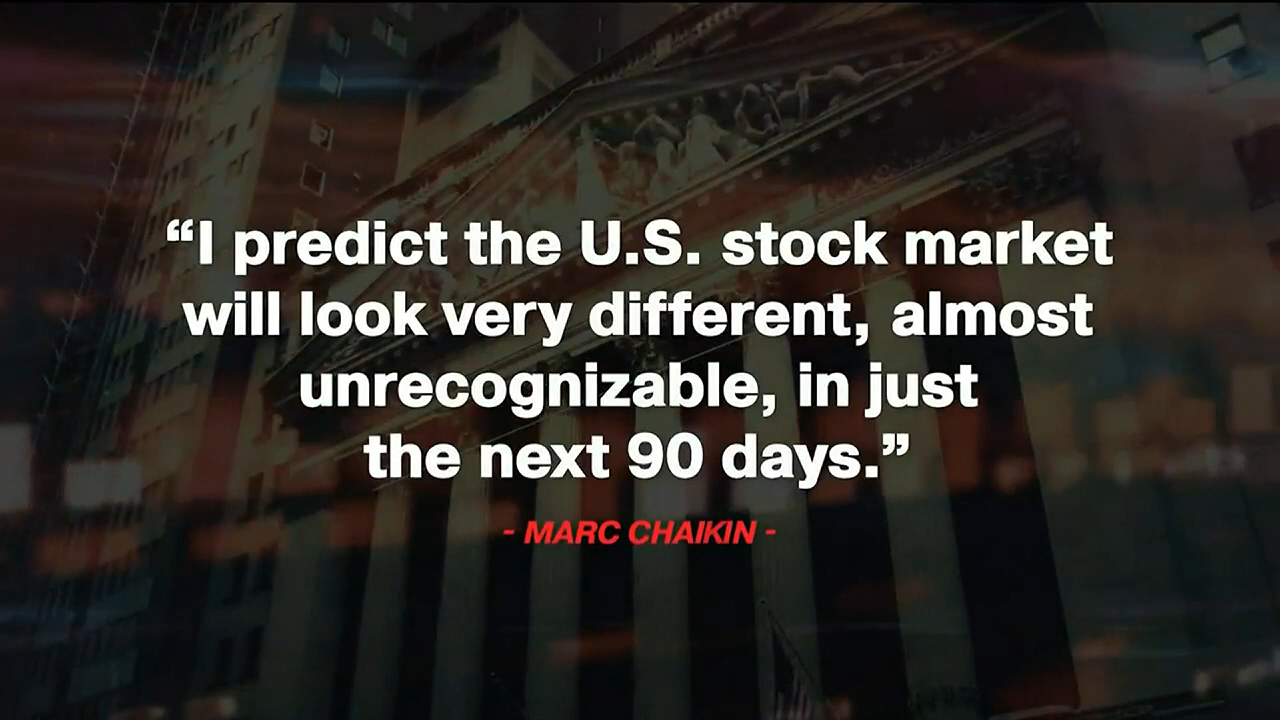 “I predict the U.S. stock market
will look very different, almost
unrecognizable, in just
the next 90 days.”
- MARC CHAIKIN -